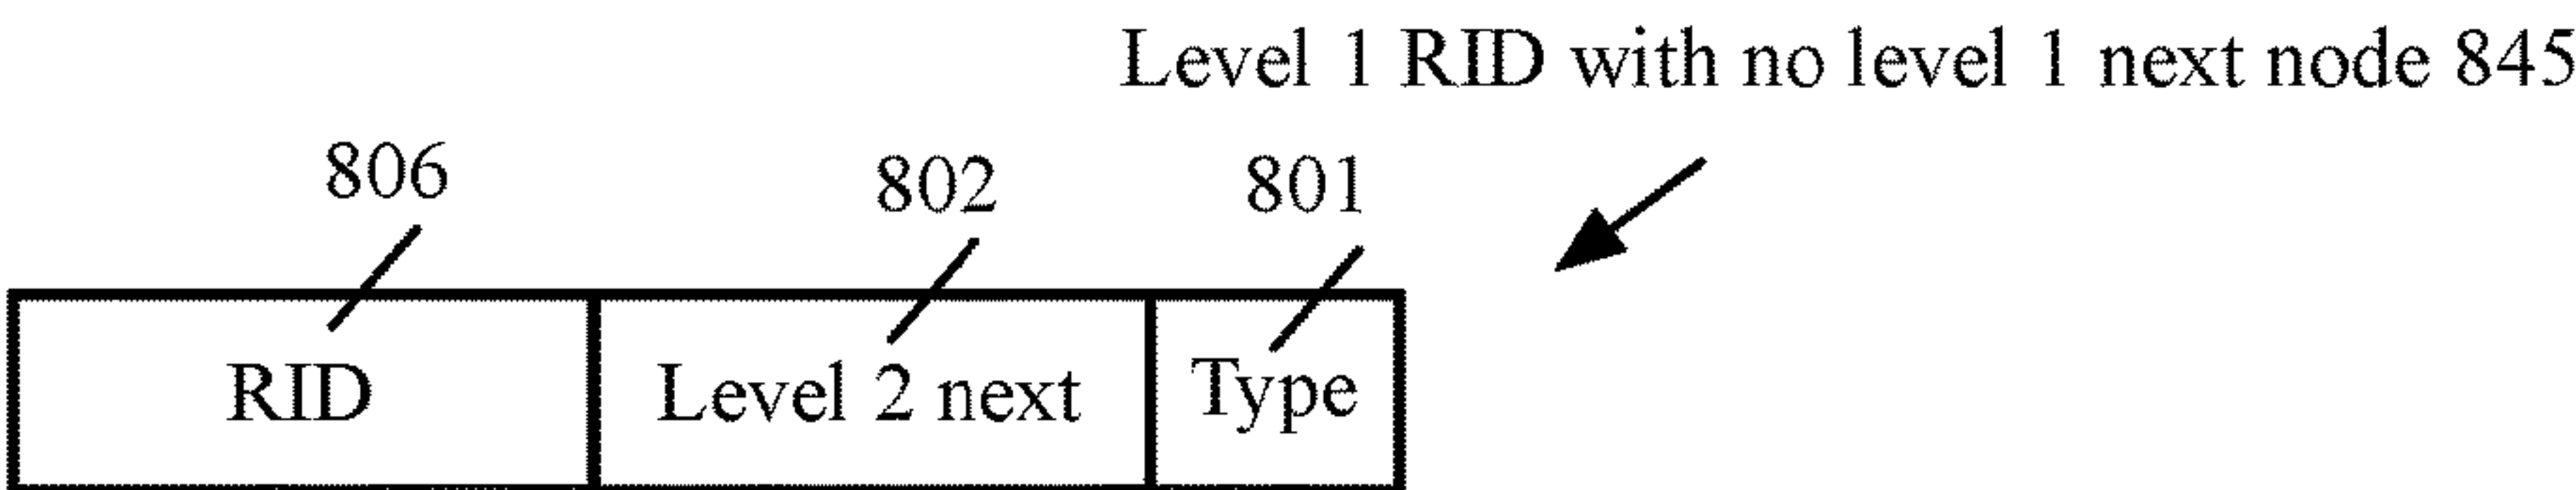 Level 1 RID with no level 1 next node 845
806 802 801
RID Level 2 next Type